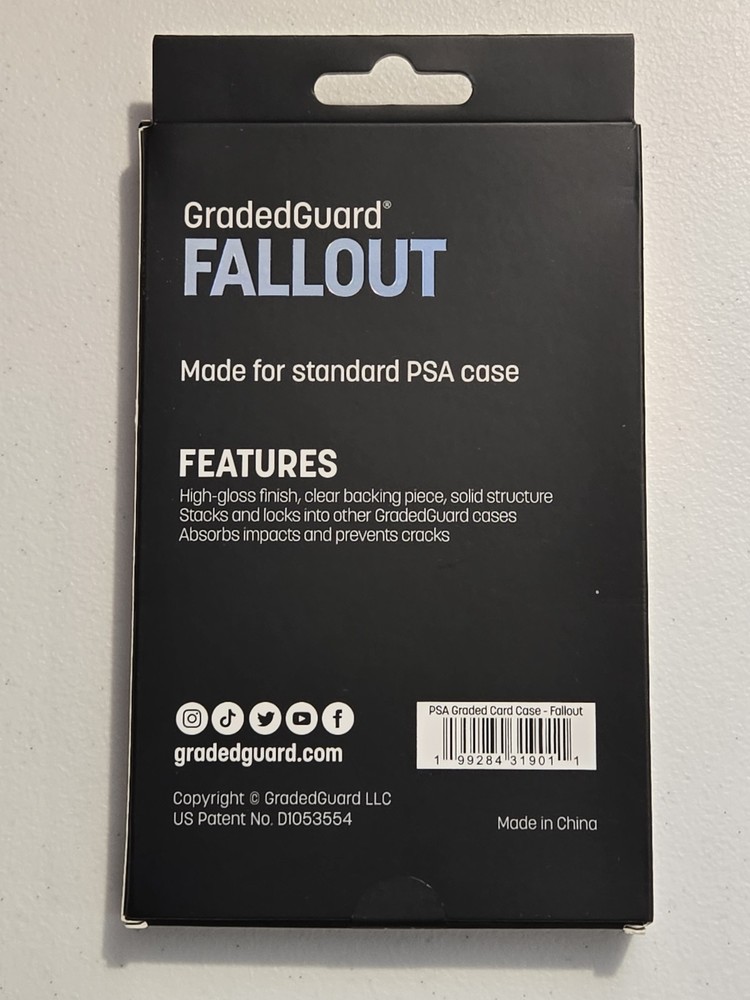 GradedGuard®
FALLOUT
Made for standard PSA case
FEATURES
High-gloss finish, clear backing piece, solid structure
Stacks and locks into other GradedGuard cases
Absorbs impacts and prevents cracks
gradedguard.com
PSA Graded Card Case - Fallout
1 99284 31901 1
Copyright © GradedGuard LLC
US Patent No. D1053554
Made in China